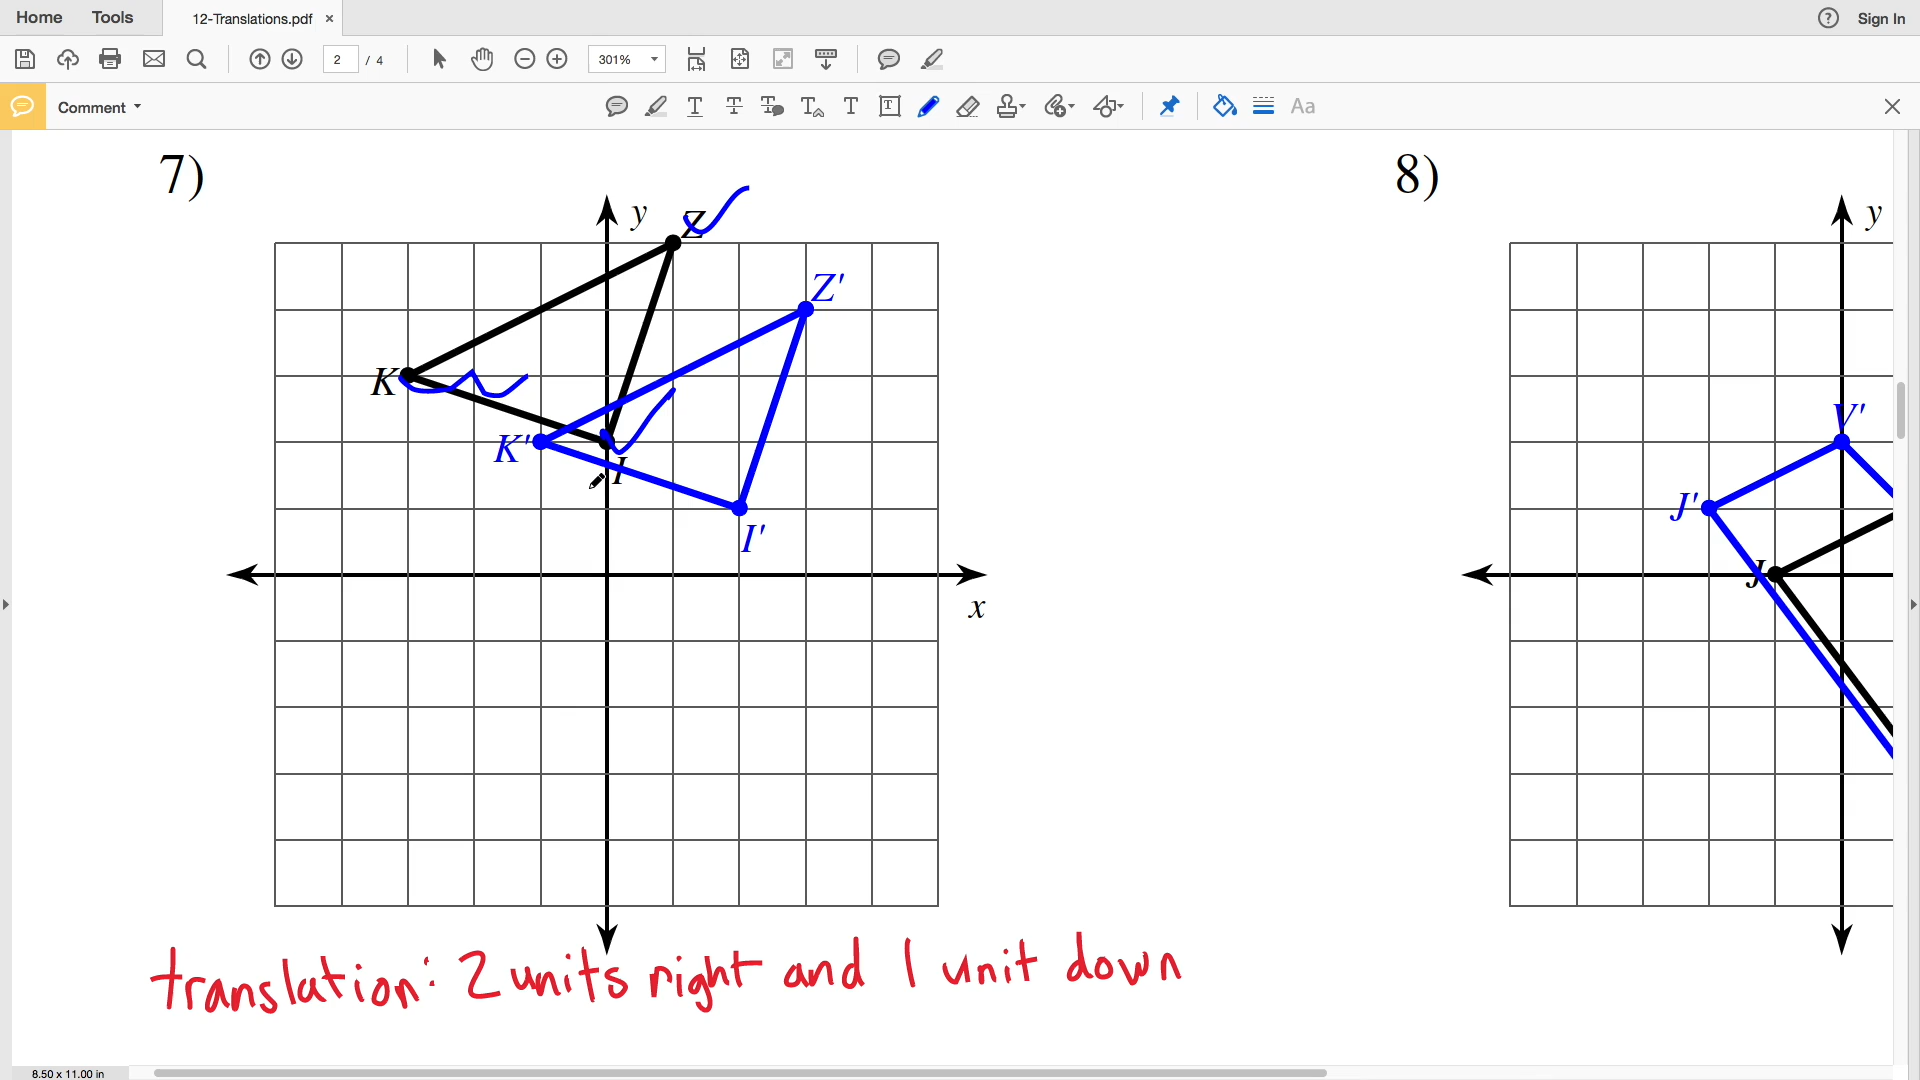 Home Tools 12-Translations.pdf × ? Sign In
2 / 4 301%
Comment T T T T T T Aa
7) 8)
y y
Z
Z'
K
V'
K'
I
J'
I'
J
x
translation: 2 units right and 1 unit down
8.50 x 11.00 in